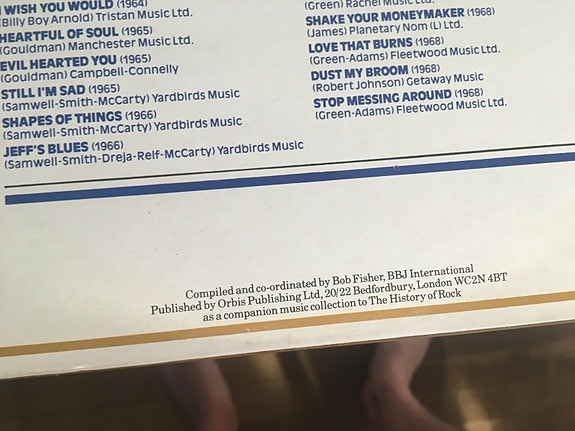 I WISH YOU WOULD (1964)
(Billy Boy Arnold) Tristan Music Ltd.
HEARTFUL OF SOUL (1965)
(Gouldman) Manchester Music Ltd.
EVIL HEARTED YOU (1965)
(Gouldman) Campbell-Connelly
STILL I'M SAD (1965)
(Samwell-Smith-McCarty) Yardbirds Music
SHAPES OF THINGS (1966)
(Samwell-Smith-McCarty) Yardbirds Music
JEFF'S BLUES (1966)
(Samwell-Smith-Dreja-Relf-McCarty) Yardbirds Music
(Green) Rachel Music Ltd.
SHAKE YOUR MONEYMAKER (1968)
(James) Planetary Nom (L) Ltd.
LOVE THAT BURNS (1968)
(Green-Adams) Fleetwood Music Ltd.
DUST MY BROOM (1968)
(Robert Johnson) Getaway Music
STOP MESSING AROUND (1968)
(Green-Adams) Fleetwood Music Ltd.
Compiled and co-ordinated by Bob Fisher, BBJ International
Published by Orbis Publishing Ltd, 20/22 Bedfordbury, London WC2N 4BT
as a companion music collection to The History of Rock